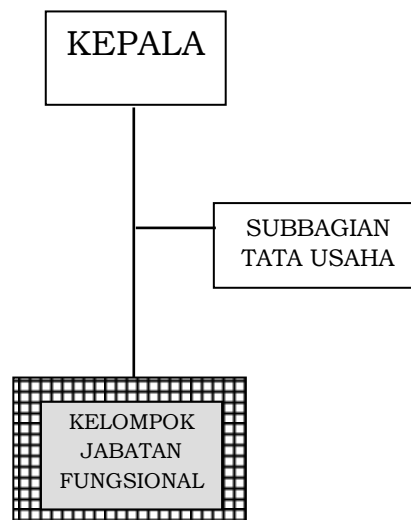 KEPALA
SUBBAGIAN
TATA USAHA
KELOMPOK
JABATAN
FUNGSIONAL